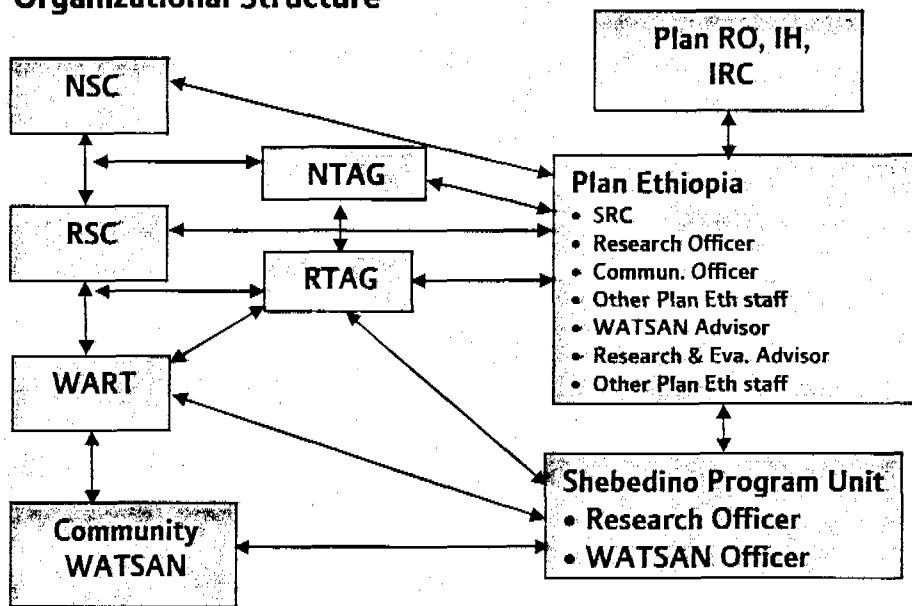 Organizational Structure
NSC
Plan RO, IH,
IRC
NTAG
RSC
RTAG
WART
Community
WATSAN
Plan Ethiopia
• SRC
• Research Officer
• Commun. Officer
• Other Plan Eth staff
• WATSAN Advisor
• Research & Eva. Advisor
• Other Plan Eth staff
Shebedino Program Unit
• Research Officer
• WATSAN Officer